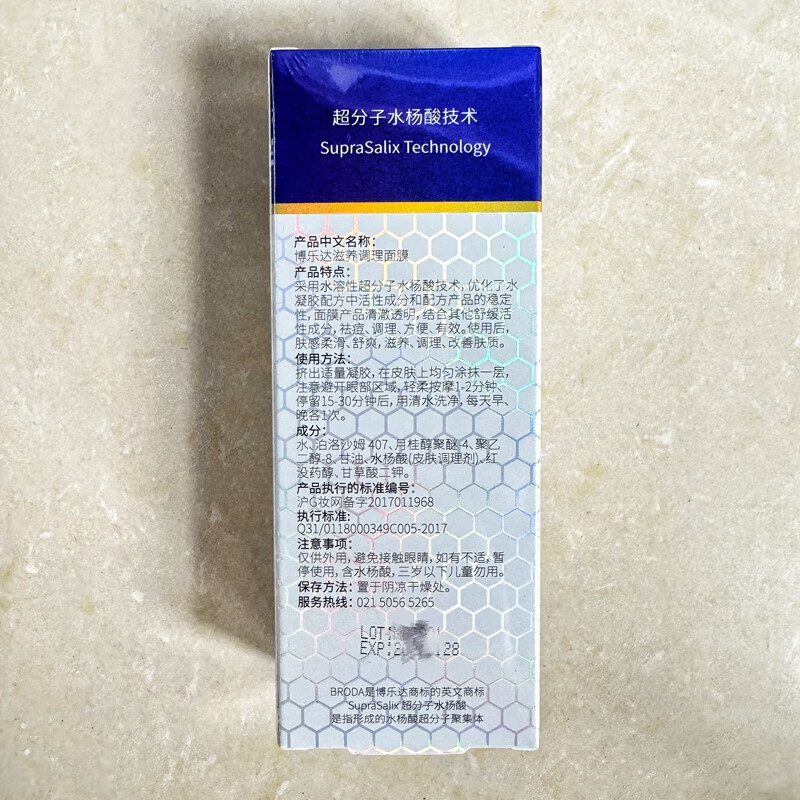 超分子水杨酸技术
SupraSalix Technology
产品中文名称:
博乐达滋养调理面膜
产品特点:
采用水溶性超分子水杨酸技术,优化了水
凝胶配方中活性成分和配方产品的稳定
性,面膜产品清澈透明,结合其他舒缓活
性成分,祛痘、调理、方便、有效。使用后,
肤感柔滑、舒爽,滋养、调理、改善肤质。
使用方法:
挤出适量凝胶,在皮肤上均匀涂抹一层,
注意避开眼部区域,轻柔按摩1-2分钟、
停留15-30分钟后,用清水洗净,每天早、
晚各1次。
成分:
水、泊洛沙姆 407、月桂醇聚醚-4、聚乙
二醇-8、甘油、水杨酸(皮肤调理剂)、红
没药醇、甘草酸二钾。
产品执行的标准编号:
沪G妆网备字2017011968
执行标准:
Q31/0118000349C005-2017
注意事项:
仅供外用,避免接触眼睛,如有不适,暂
停使用,含水杨酸,三岁以下儿童勿用。
保存方法:置于阴凉干燥处。
服务热线:021 5056 5265
LOT:
EXP:
BRODA是博乐达商标的英文商标
SupraSalix 超分子水杨酸
是指形成的水杨酸超分子聚集体